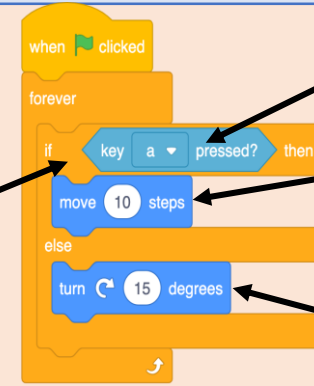 when clicked
forever
if key a pressed? then
move 10 steps
else
turn 15 degrees